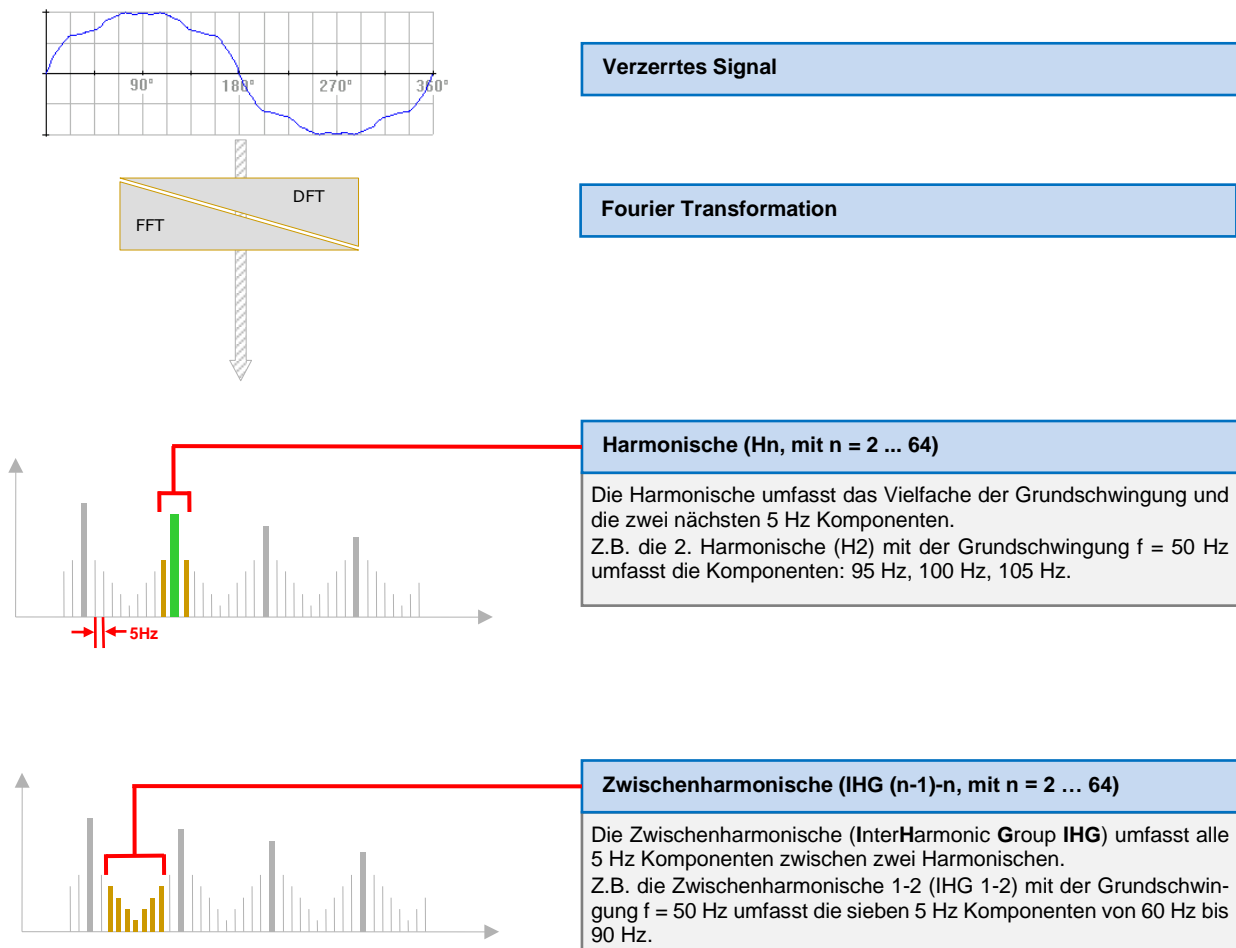 90° 180° 270° 360°
Verzerrtes Signal
DFT
FFT
Fourier Transformation
Harmonische (Hn, mit n = 2 ... 64)
Die Harmonische umfasst das Vielfache der Grundschwingung und
die zwei nächsten 5 Hz Komponenten.
Z.B. die 2. Harmonische (H2) mit der Grundschwingung f = 50 Hz
umfasst die Komponenten: 95 Hz, 100 Hz, 105 Hz.
5Hz
Zwischenharmonische (IHG (n-1)-n, mit n = 2 … 64)
Die Zwischenharmonische (InterHarmonic Group IHG) umfasst alle
5 Hz Komponenten zwischen zwei Harmonischen.
Z.B. die Zwischenharmonische 1-2 (IHG 1-2) mit der Grundschwin-
gung f = 50 Hz umfasst die sieben 5 Hz Komponenten von 60 Hz bis
90 Hz.